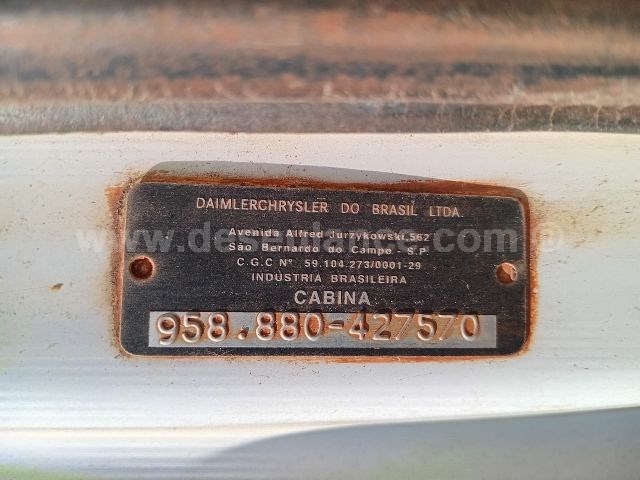 DAIMLERCHRYSLER DO BRASIL LTDA.
Avenida Alfred Jurzykowski,562
São Bernardo do Campo - S.P
C.G.C Nº 59.104.273/0001-29
INDUSTRIA BRASILEIRA
CABINA
958.880-427570